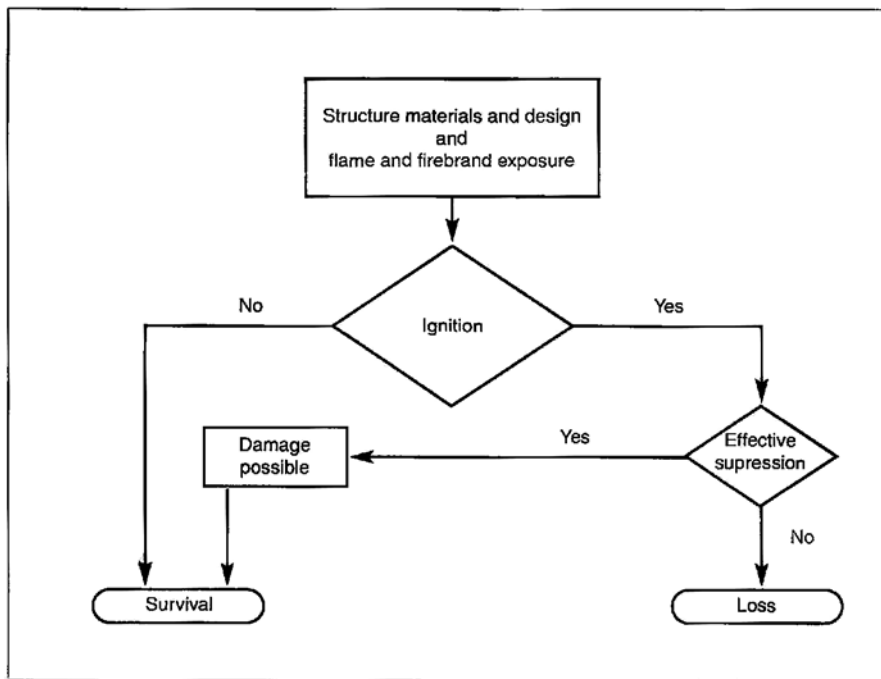 Structure materials and design
and
flame and firebrand exposure
No
Ignition
Yes
Damage
possible
Yes
Effective
supression
No
Survival
Loss